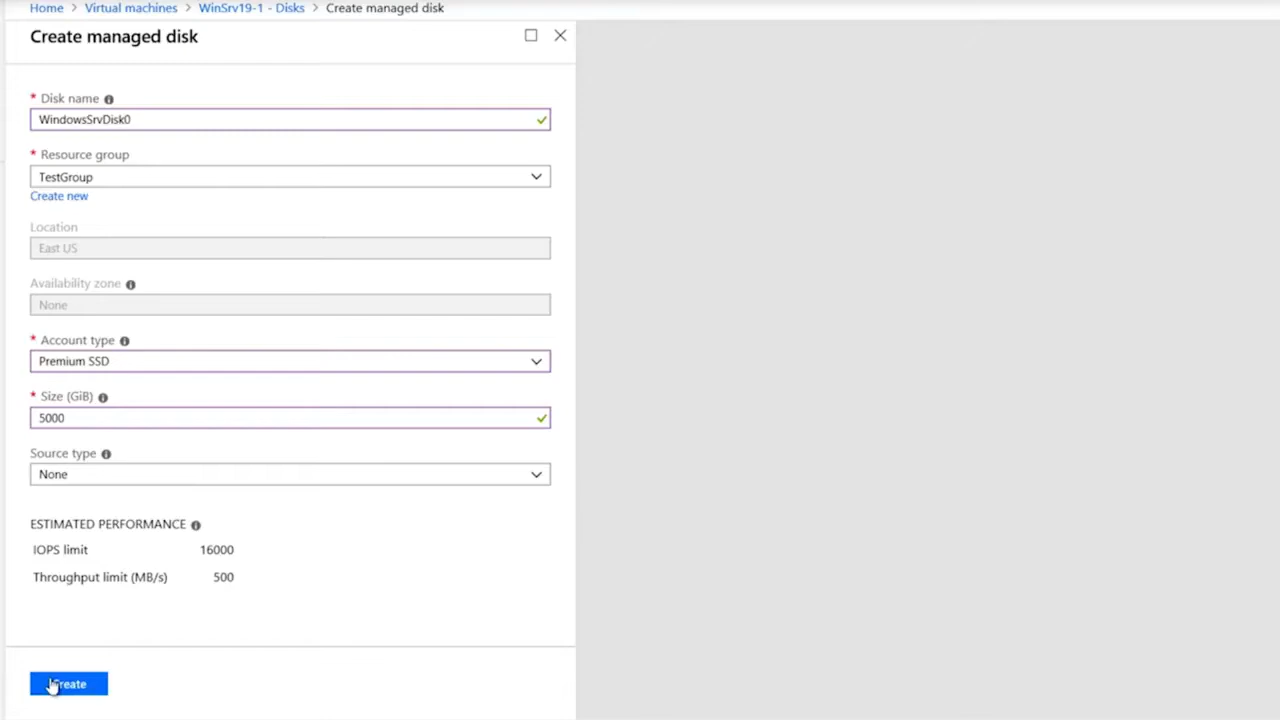 Home > Virtual machines > WinSrv19-1 - Disks > Create managed disk
Create managed disk
* Disk name
WindowsSrvDisk0
* Resource group
TestGroup
Create new
Location
East US
Availability zone
None
* Account type
Premium SSD
* Size (GiB)
5000
Source type
None
ESTIMATED PERFORMANCE
IOPS limit 16000
Throughput limit (MB/s) 500
Create